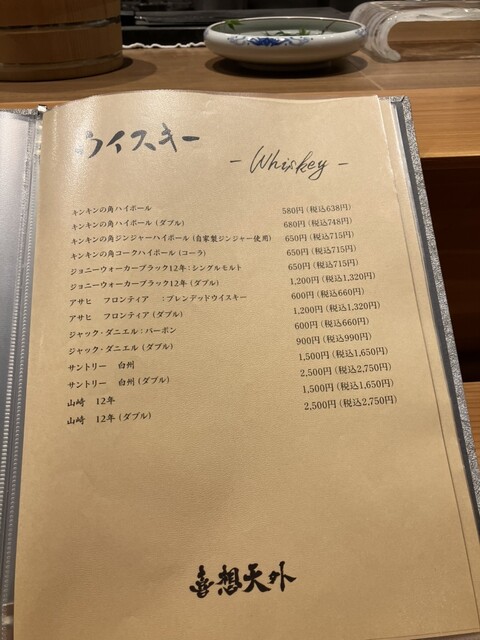 ウイスキー
- Whiskey -
キンキンの角ハイボール 580円(税込638円)
キンキンの角ハイボール(ダブル) 680円(税込748円)
キンキンの角ジンジャーハイボール(自家製ジンジャー使用) 650円(税込715円)
キンキンの角コークハイボール(コーラ) 650円(税込715円)
ジョニーウォーカーブラック12年:シングルモルト 650円(税込715円)
ジョニーウォーカーブラック12年(ダブル) 1,200円(税込1,320円)
アサヒ フロンティア :ブレンデッドウイスキー 600円(税込660円)
アサヒ フロンティア(ダブル) 1,200円(税込1,320円)
ジャック・ダニエル:バーボン 600円(税込660円)
ジャック・ダニエル(ダブル) 900円(税込990円)
サントリー 白州 1,500円(税込1,650円)
サントリー 白州(ダブル) 2,500円(税込2,750円)
山崎 12年 1,500円(税込1,650円)
山崎 12年(ダブル) 2,500円(税込2,750円)
喜想天外